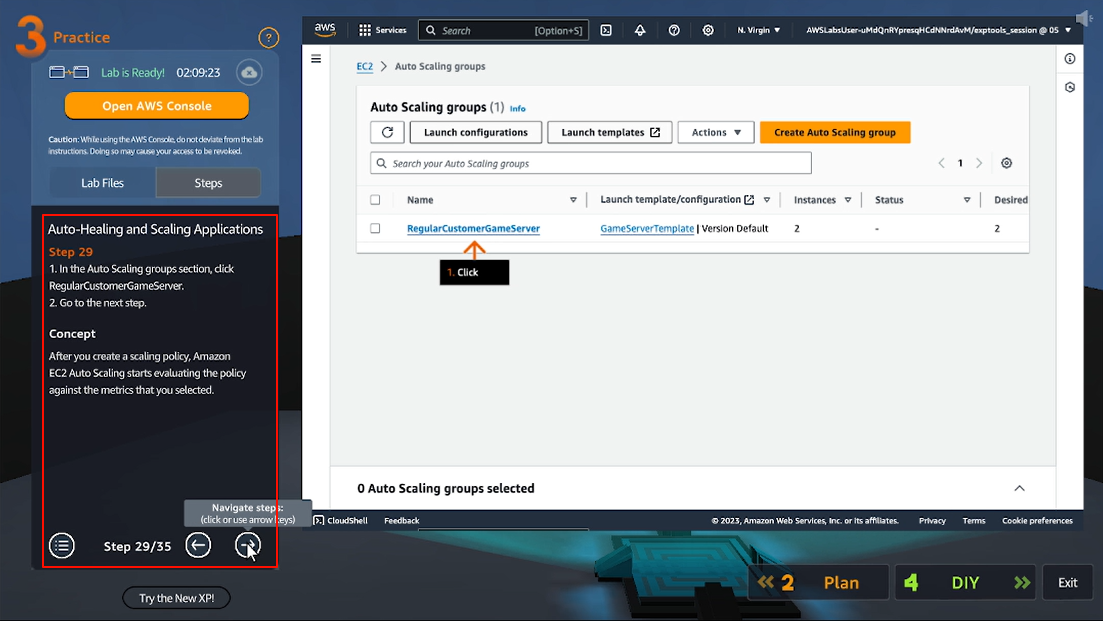 3 Practice
?
Lab is Ready! 02:09:23
Open AWS Console
Caution: While using the AWS Console, do not deviate from the lab
instructions. Doing so may cause your access to be revoked.
Lab Files
Steps
Auto-Healing and Scaling Applications
Step 29
1. In the Auto Scaling groups section, click
RegularCustomerGameServer.
2. Go to the next step.
Concept
After you create a scaling policy, Amazon
EC2 Auto Scaling starts evaluating the policy
against the metrics that you selected.
Navigate steps:
(click or use arrow keys)
Step 29/35
Try the New XP!
aws
Services
Search [Option+S]
N. Virgin
AWSLabsUser-uMdQnRYpresqHCdNNrdAvM/exptools_session @ 05
EC2 > Auto Scaling groups
Auto Scaling groups (1) Info
Launch configurations
Launch templates
Actions
Create Auto Scaling group
Search your Auto Scaling groups
1
Name
Launch template/configuration
Instances
Status
Desired
RegularCustomerGameServer
GameServerTemplate | Version Default
2
-
2
1. Click
0 Auto Scaling groups selected
CloudShell
Feedback
© 2023, Amazon Web Services, Inc. or its affiliates.
Privacy
Terms
Cookie preferences
2 Plan
4 DIY
Exit